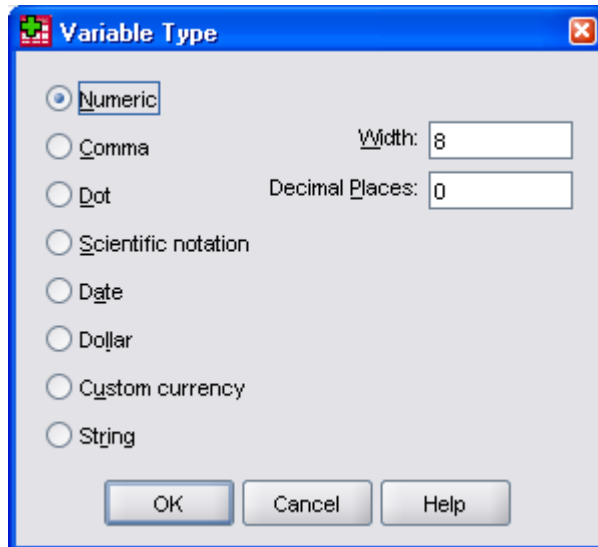 Variable Type
Numeric
Comma
Dot
Scientific notation
Date
Dollar
Custom currency
String
Width: 8
Decimal Places: 0
OK Cancel Help